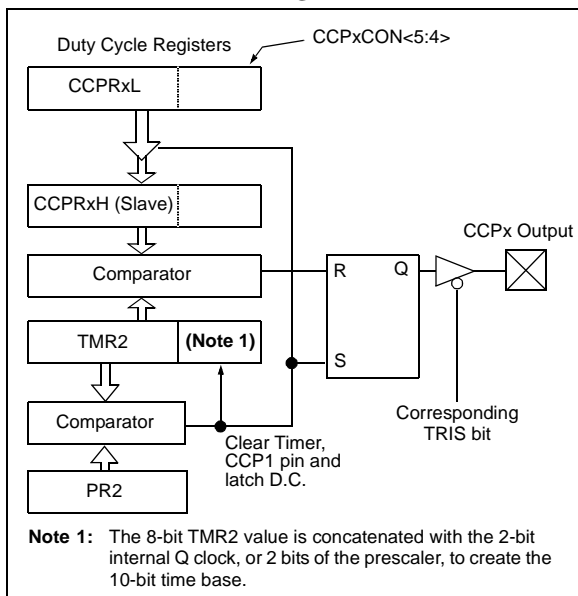 Duty Cycle Registers
CCPxCON<5:4>
CCPRxL
CCPRxH (Slave)
CCPx Output
Comparator
R
Q
TMR2
(Note 1)
S
Comparator
Corresponding
TRIS bit
Clear Timer,
CCP1 pin and
latch D.C.
PR2
Note 1: The 8-bit TMR2 value is concatenated with the 2-bit
internal Q clock, or 2 bits of the prescaler, to create the
10-bit time base.